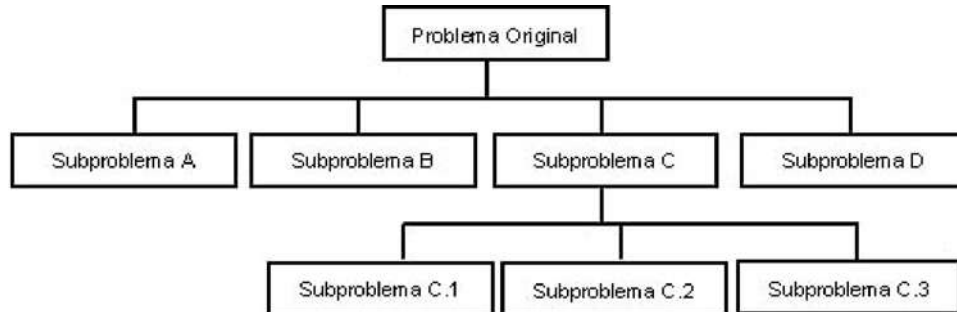 Problema Original
Subproblema A
Subproblema B
Subproblema C
Subproblema D
Subproblema C.1
Subproblema C.2
Subproblema C.3